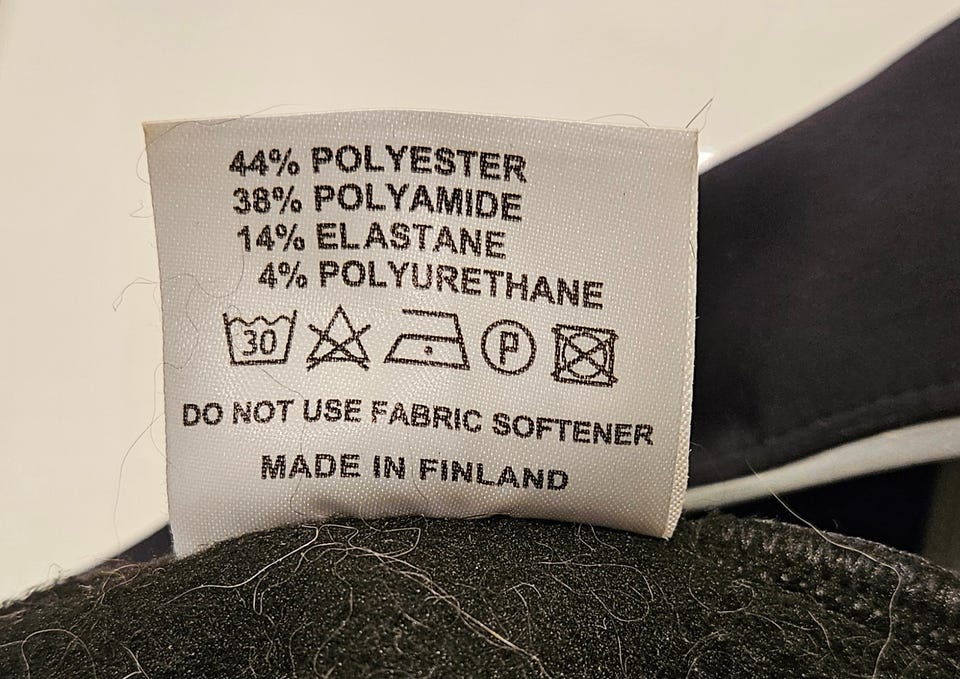 44% POLYESTER
38% POLYAMIDE
14% ELASTANE
4% POLYURETHANE
30 P
DO NOT USE FABRIC SOFTENER
MADE IN FINLAND